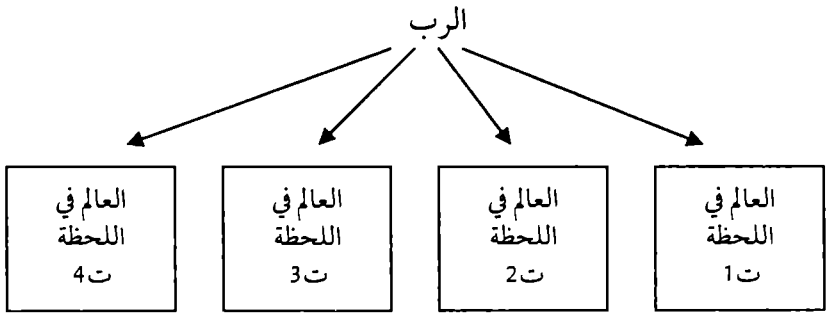 الرب
العالم في
اللحظة
ت1
العالم في
اللحظة
ت2
العالم في
اللحظة
ت3
العالم في
اللحظة
ت4